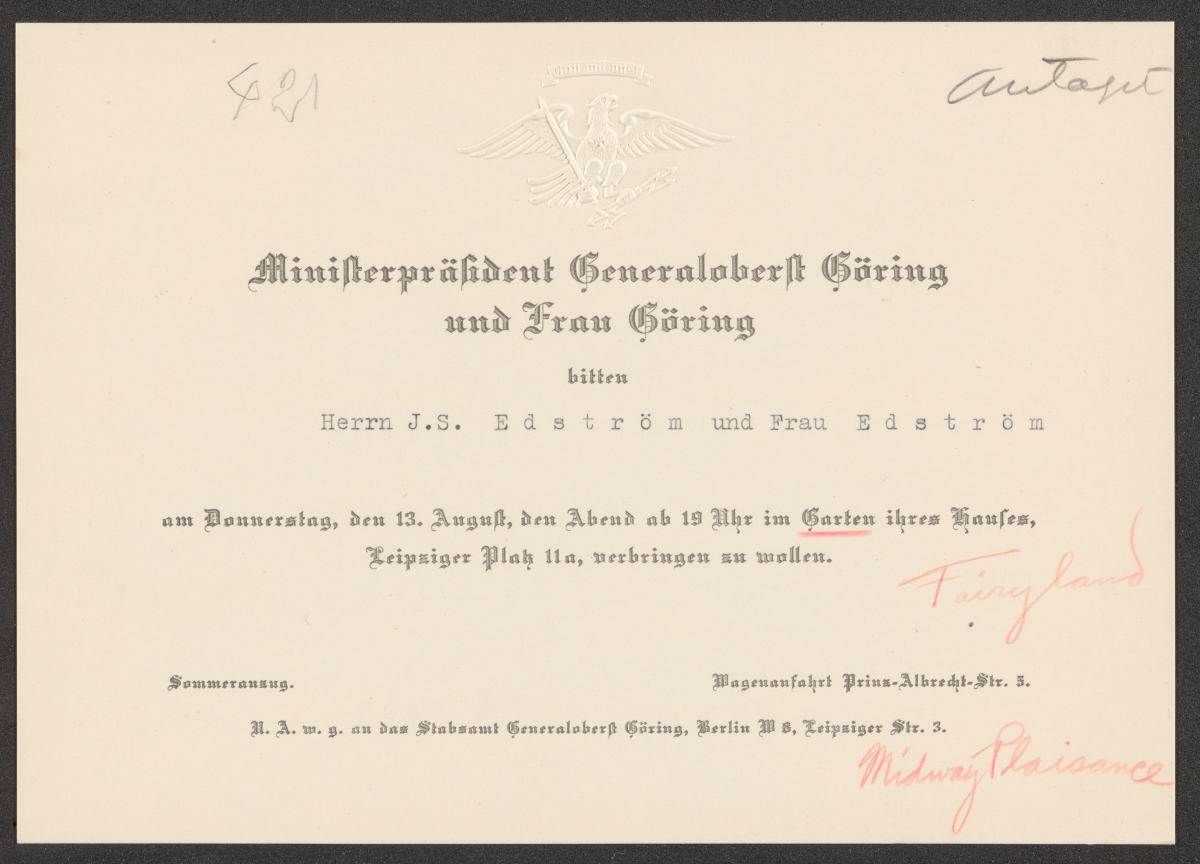 Gott mit uns
421
Antaget
Ministerpräsident Generaloberst Göring
und Frau Göring
bitten
Herrn J.S. Edström und Frau Edström
am Donnerstag, den 13. August, den Abend ab 19 Uhr im Garten ihres Hauses,
Leipziger Platz 11a, verbringen zu wollen.
Fairyland
Sommeranzug.
Wagenanfahrt Prinz-Albrecht-Str. 5.
U. A. w. g. an das Stabsamt Generaloberst Göring, Berlin W 8, Leipziger Str. 3.
Midway Plaisance